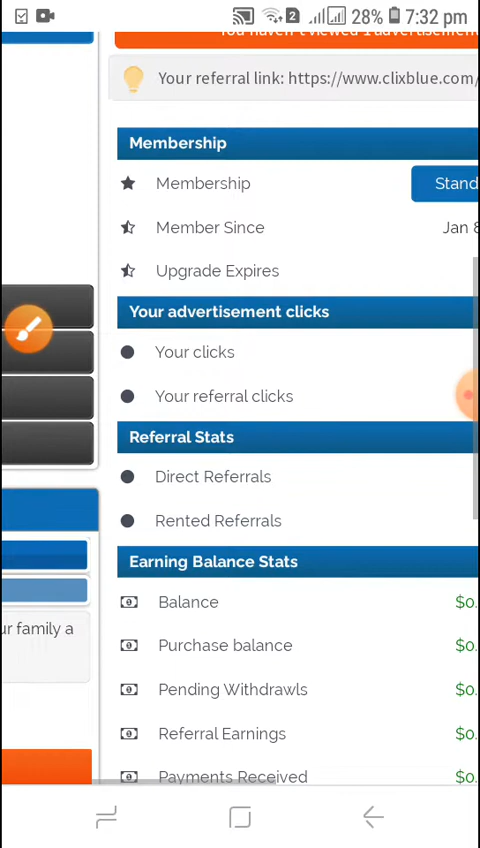 2 28% 7:32 pm
You haven't viewed 1 advertisemen
Your referral link: https://www.clixblue.com/
Membership
Membership Stand
Member Since Jan 8
Upgrade Expires
Your advertisement clicks
Your clicks
Your referral clicks
Referral Stats
Direct Referrals
Rented Referrals
Earning Balance Stats
Balance $0.
Purchase balance $0.
ur family a
Pending Withdrawls $0.
Referral Earnings $0.
Payments Received $0.